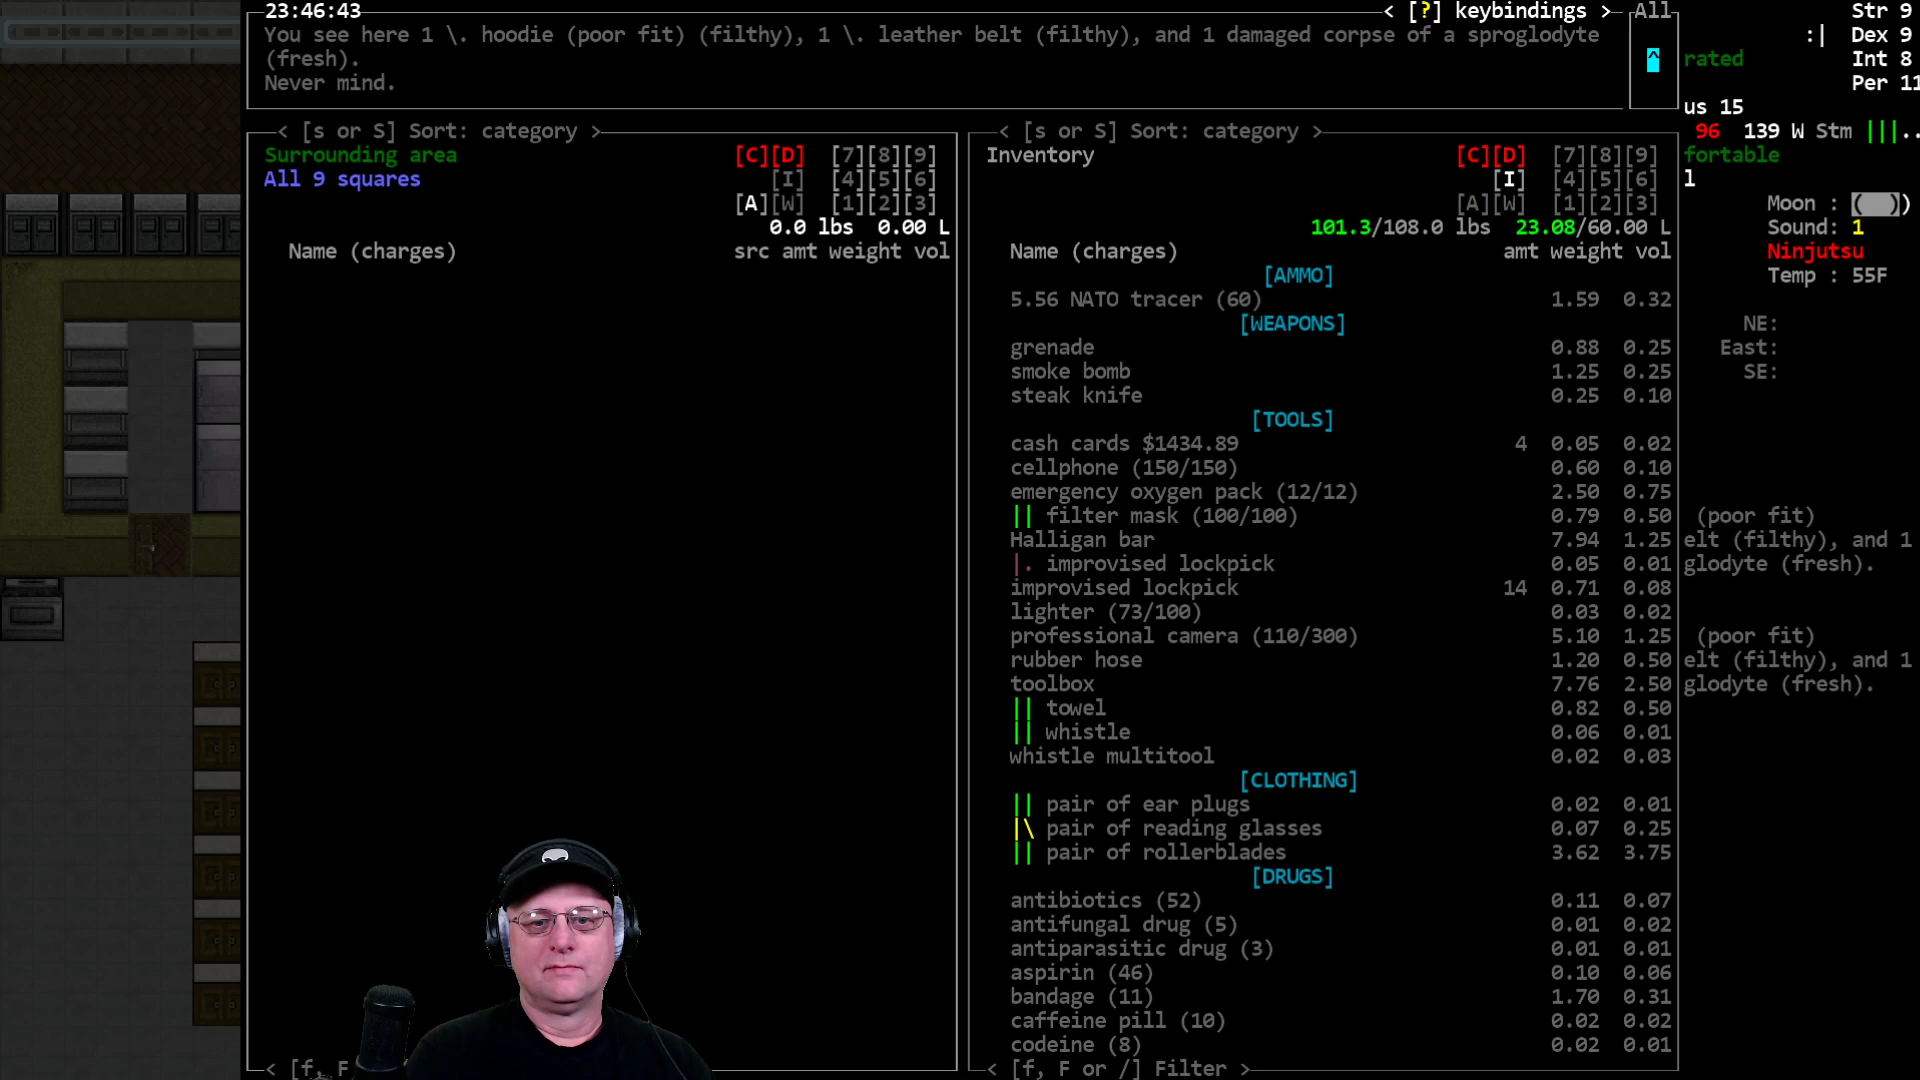 23:46:43
< [?] keybindings >
All
You see here 1 \. hoodie (poor fit) (filthy), 1 \. leather belt (filthy), and 1 damaged corpse of a sproglodyte
(fresh).
Never mind.
^
Str 9
:| Dex 9
rated Int 8
Per 11
us 15
96 139 W Stm |||..
fortable
l
Moon : ( ))
Sound: 1
Ninjutsu
Temp : 55F
NE:
East:
SE:
(poor fit)
elt (filthy), and 1
glodyte (fresh).
(poor fit)
elt (filthy), and 1
glodyte (fresh).
< [s or S] Sort: category >
Surrounding area [C][D] [7][8][9]
All 9 squares [I] [4][5][6]
[A][W] [1][2][3]
0.0 lbs 0.00 L
Name (charges) src amt weight vol
< [f, F
< [s or S] Sort: category >
Inventory [C][D] [7][8][9]
[I] [4][5][6]
[A][W] [1][2][3]
101.3/108.0 lbs 23.08/60.00 L
Name (charges) amt weight vol
[AMMO]
5.56 NATO tracer (60) 1.59 0.32
[WEAPONS]
grenade 0.88 0.25
smoke bomb 1.25 0.25
steak knife 0.25 0.10
[TOOLS]
cash cards $1434.89 4 0.05 0.02
cellphone (150/150) 0.60 0.10
emergency oxygen pack (12/12) 2.50 0.75
|| filter mask (100/100) 0.79 0.50
Halligan bar 7.94 1.25
|. improvised lockpick 0.05 0.01
improvised lockpick 14 0.71 0.08
lighter (73/100) 0.03 0.02
professional camera (110/300) 5.10 1.25
rubber hose 1.20 0.50
toolbox 7.76 2.50
|| towel 0.82 0.50
|| whistle 0.06 0.01
whistle multitool 0.02 0.03
[CLOTHING]
|| pair of ear plugs 0.02 0.01
|\ pair of reading glasses 0.07 0.25
|| pair of rollerblades 3.62 3.75
[DRUGS]
antibiotics (52) 0.11 0.07
antifungal drug (5) 0.01 0.02
antiparasitic drug (3) 0.01 0.01
aspirin (46) 0.10 0.06
bandage (11) 1.70 0.31
caffeine pill (10) 0.02 0.02
codeine (8) 0.02 0.01
< [f, F or /] Filter >